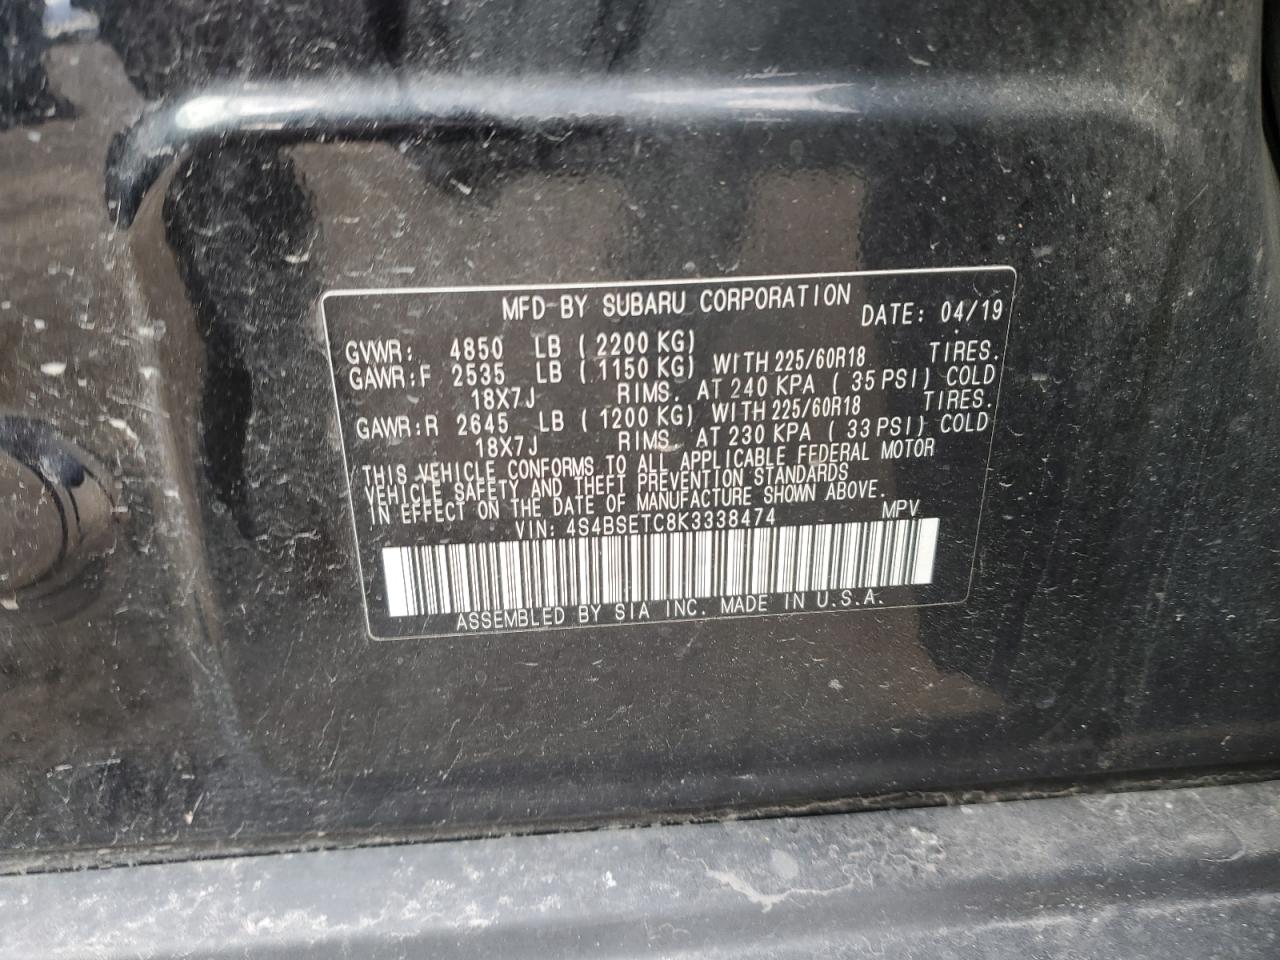 MFD-BY SUBARU CORPORATION DATE: 04/19
GVWR: 4850 LB (2200 KG)
GAWR:F 2535 LB (1150 KG) WITH 225/60R18 TIRES.
18X7J RIMS. AT 240 KPA (35 PSI) COLD
GAWR:R 2645 LB (1200 KG) WITH 225/60R18 TIRES.
18X7J RIMS. AT 230 KPA (33 PSI) COLD
THIS VEHICLE CONFORMS TO ALL APPLICABLE FEDERAL MOTOR
VEHICLE SAFETY AND THEFT PREVENTION STANDARDS
IN EFFECT ON THE DATE OF MANUFACTURE SHOWN ABOVE.
VIN: 4S4BSETC8K3338474 MPV
ASSEMBLED BY SIA INC. MADE IN U.S.A.